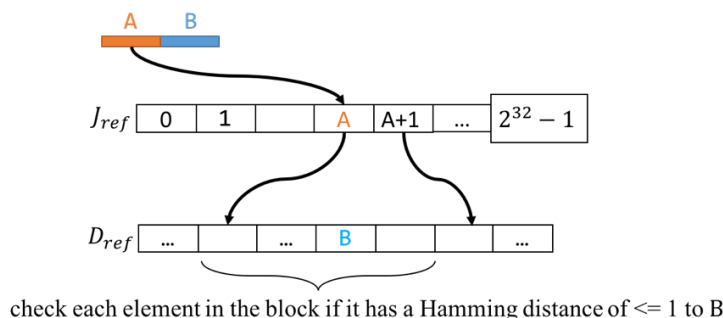 A B
J_ref 0 1 A A+1 ... 2^32 − 1
D_ref ... ... B ...
check each element in the block if it has a Hamming distance of <= 1 to B